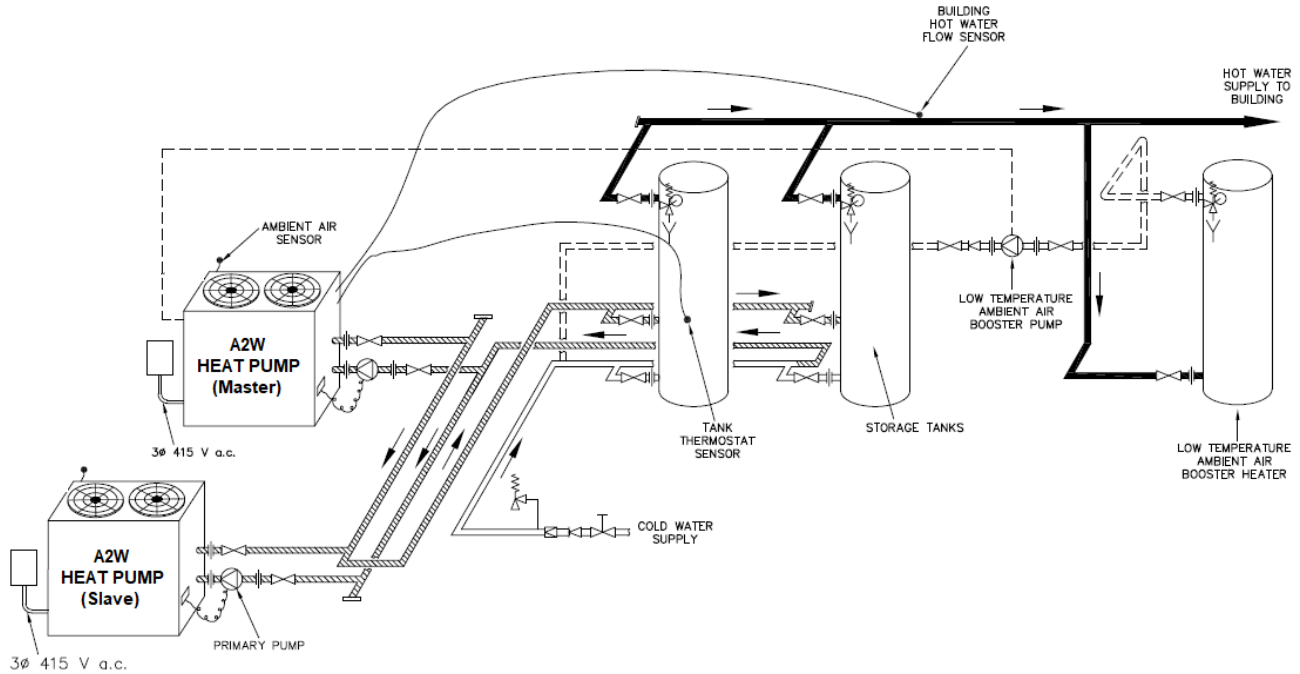 BUILDING
HOT WATER
FLOW SENSOR
HOT WATER
SUPPLY TO
BUILDING
AMBIENT AIR
SENSOR
A2W
HEAT PUMP
(Master)
3ø 415 V a.c.
LOW TEMPERATURE
AMBIENT AIR
BOOSTER PUMP
TANK
THERMOSTAT
SENSOR
STORAGE TANKS
LOW TEMPERATURE
AMBIENT AIR
BOOSTER HEATER
COLD WATER
SUPPLY
A2W
HEAT PUMP
(Slave)
PRIMARY PUMP
3ø 415 V a.c.